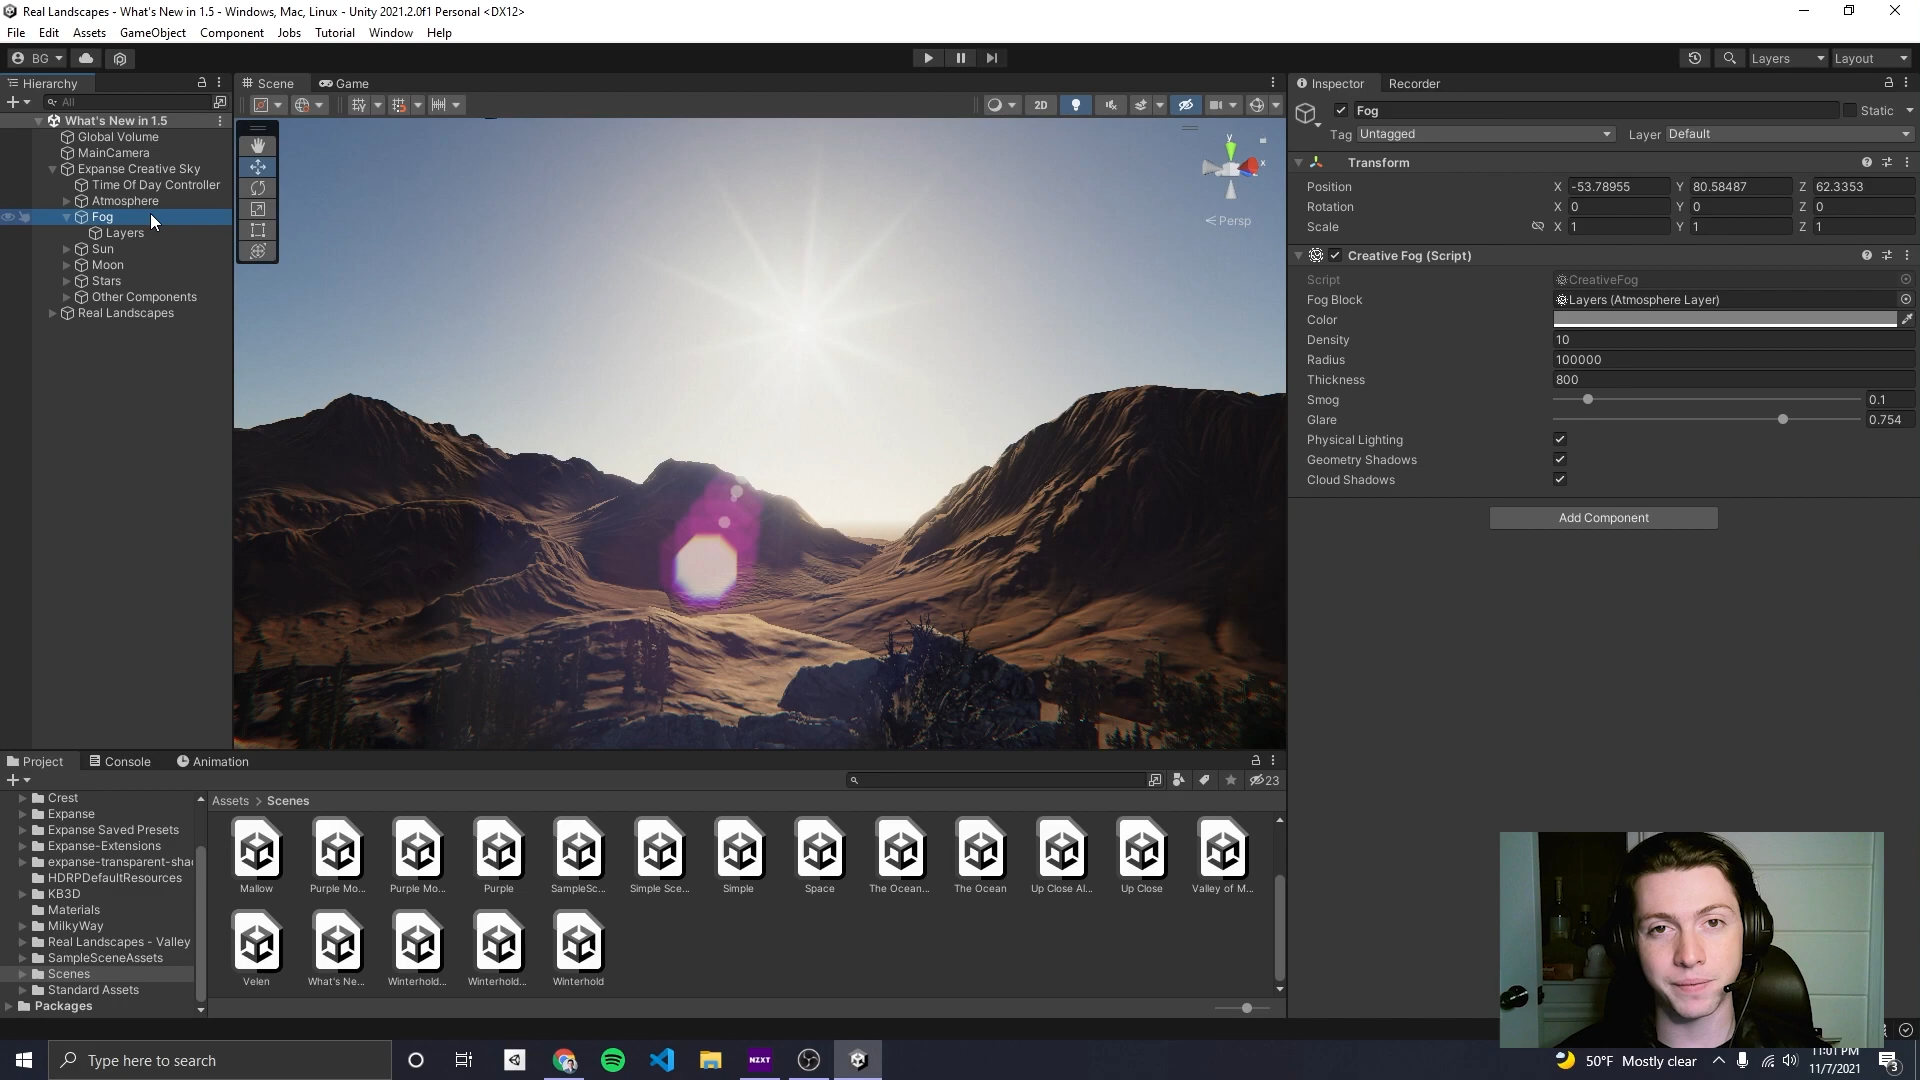 Real Landscapes - What's New in 1.5 - Windows, Mac, Linux - Unity 2021.2.0f1 Personal <DX12>
File Edit Assets GameObject Component Jobs Tutorial Window Help
BG Layers Layout
Hierarchy
All
What's New in 1.5
Global Volume
MainCamera
Expanse Creative Sky
Time Of Day Controller
Atmosphere
Fog
Layers
Sun
Moon
Stars
Other Components
Real Landscapes
Scene Game
2D
y
x
Persp
Inspector Recorder
Fog Static
Tag Untagged Layer Default
Transform
Position X -53.78955 Y 80.58487 Z 62.3353
Rotation X 0 Y 0 Z 0
Scale X 1 Y 1 Z 1
Creative Fog (Script)
Script CreativeFog
Fog Block Layers (Atmosphere Layer)
Color
Density 10
Radius 100000
Thickness 800
Smog 0.1
Glare 0.754
Physical Lighting
Geometry Shadows
Cloud Shadows
Add Component
Project Console Animation
23
Crest
Expanse
Expanse Saved Presets
Expanse-Extensions
expanse-transparent-shad
HDRPDefaultResources
KB3D
Materials
MilkyWay
Real Landscapes - Valley
SampleSceneAssets
Scenes
Standard Assets
Packages
Assets > Scenes
Mallow Purple Mo... Purple Mo... Purple SampleSc... Simple Sce... Simple Space The Ocean... The Ocean Up Close Al... Up Close Valley of M...
Velen What's Ne... Winterhold... Winterhold... Winterhold
Type here to search
NZXT
50°F Mostly clear
11:01 PM
11/7/2021
3